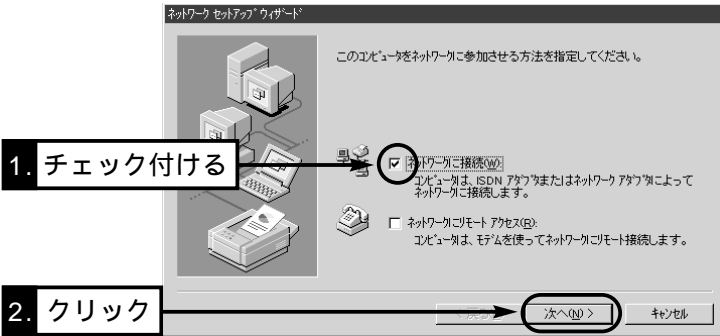 ネットワーク セットアップ ウィザード
このコンピュータをネットワークに参加させる方法を指定してください。
1. チェック付ける
ネットワークに接続(W):
コンピュータは、ISDN アダプタまたはネットワーク アダプタによって
ネットワークに接続します。
ネットワークにリモート アクセス(R):
コンピュータは、モデムを使ってネットワークにリモート接続します。
2. クリック
次へ(N) >
キャンセル